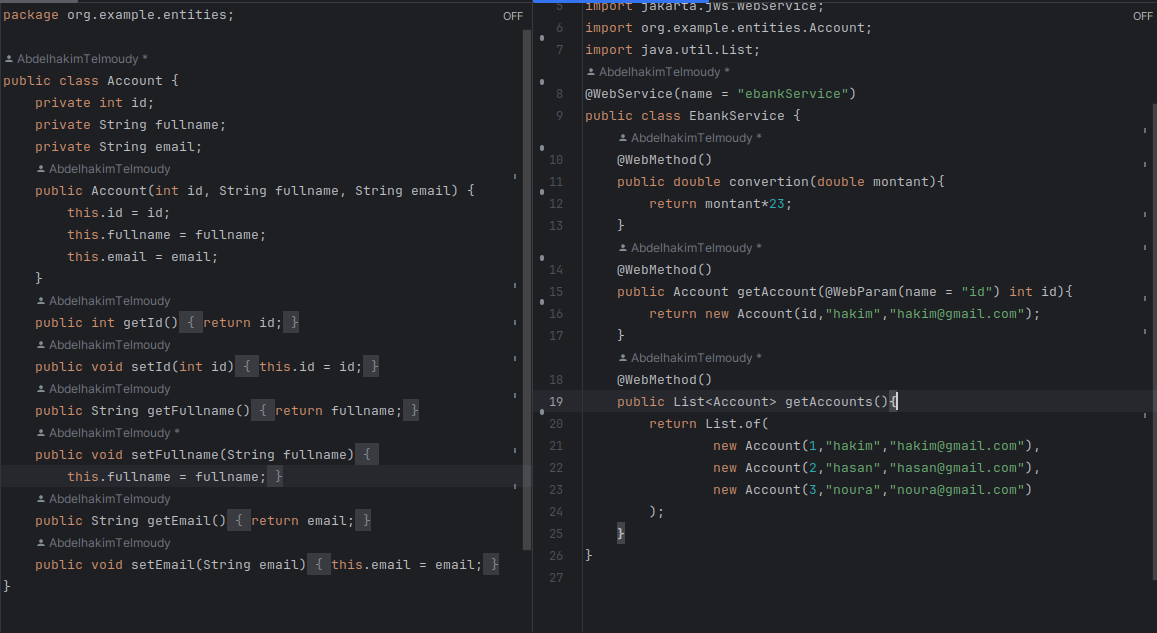 package org.example.entities;
OFF
AbdelhakimTelmoudy *
public class Account {
private int id;
private String fullname;
private String email;
AbdelhakimTelmoudy
public Account(int id, String fullname, String email) {
this.id = id;
this.fullname = fullname;
this.email = email;
}
AbdelhakimTelmoudy
public int getId() { return id; }
AbdelhakimTelmoudy
public void setId(int id) { this.id = id; }
AbdelhakimTelmoudy
public String getFullname() { return fullname; }
AbdelhakimTelmoudy *
public void setFullname(String fullname) {
this.fullname = fullname; }
AbdelhakimTelmoudy
public String getEmail() { return email; }
AbdelhakimTelmoudy
public void setEmail(String email) { this.email = email; }
}
5 import jakarta.jws.WebService;
OFF
6 import org.example.entities.Account;
7 import java.util.List;
AbdelhakimTelmoudy *
8 @WebService(name = "ebankService")
9 public class EbankService {
AbdelhakimTelmoudy *
10 @WebMethod()
11 public double convertion(double montant){
12 return montant*23;
13 }
AbdelhakimTelmoudy *
14 @WebMethod()
15 public Account getAccount(@WebParam(name = "id") int id){
16 return new Account(id,"hakim","hakim@gmail.com");
17 }
AbdelhakimTelmoudy *
18 @WebMethod()
19 public List<Account> getAccounts(){
20 return List.of(
21 new Account(1,"hakim","hakim@gmail.com"),
22 new Account(2,"hasan","hasan@gmail.com"),
23 new Account(3,"noura","noura@gmail.com")
24 );
25 }
26 }
27